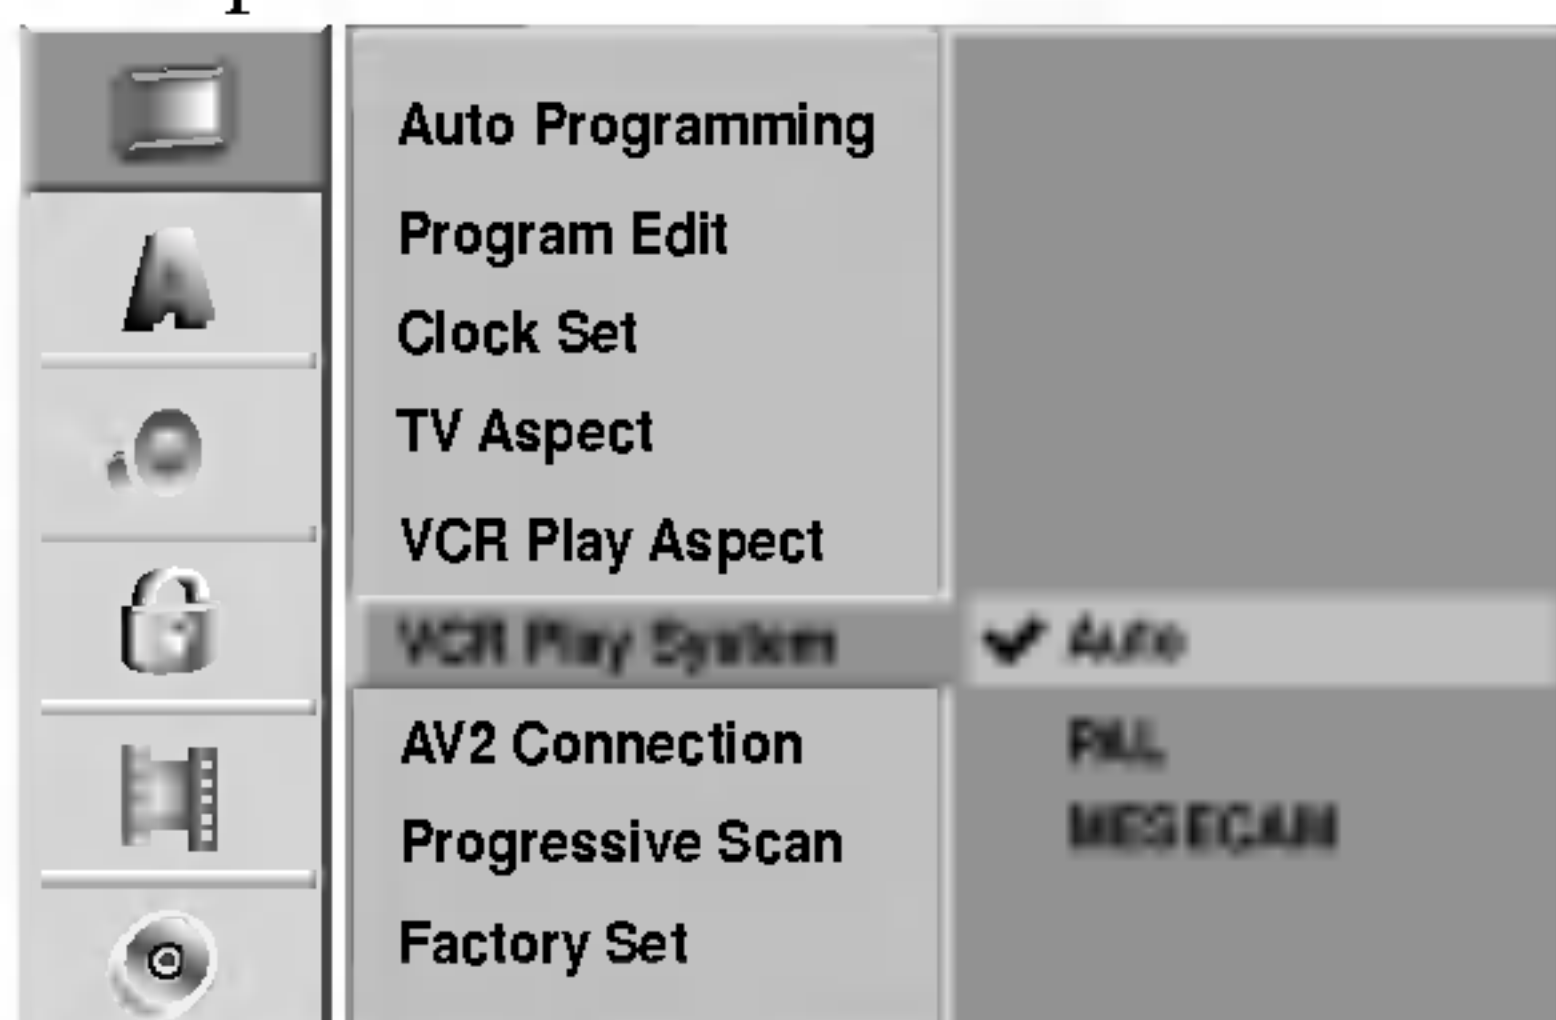 Auto Programming
Program Edit
Clock Set
TV Aspect
VCR Play Aspect
VCR Play System
Auto
PAL
MESECAM
AV2 Connection
Progressive Scan
Factory Set